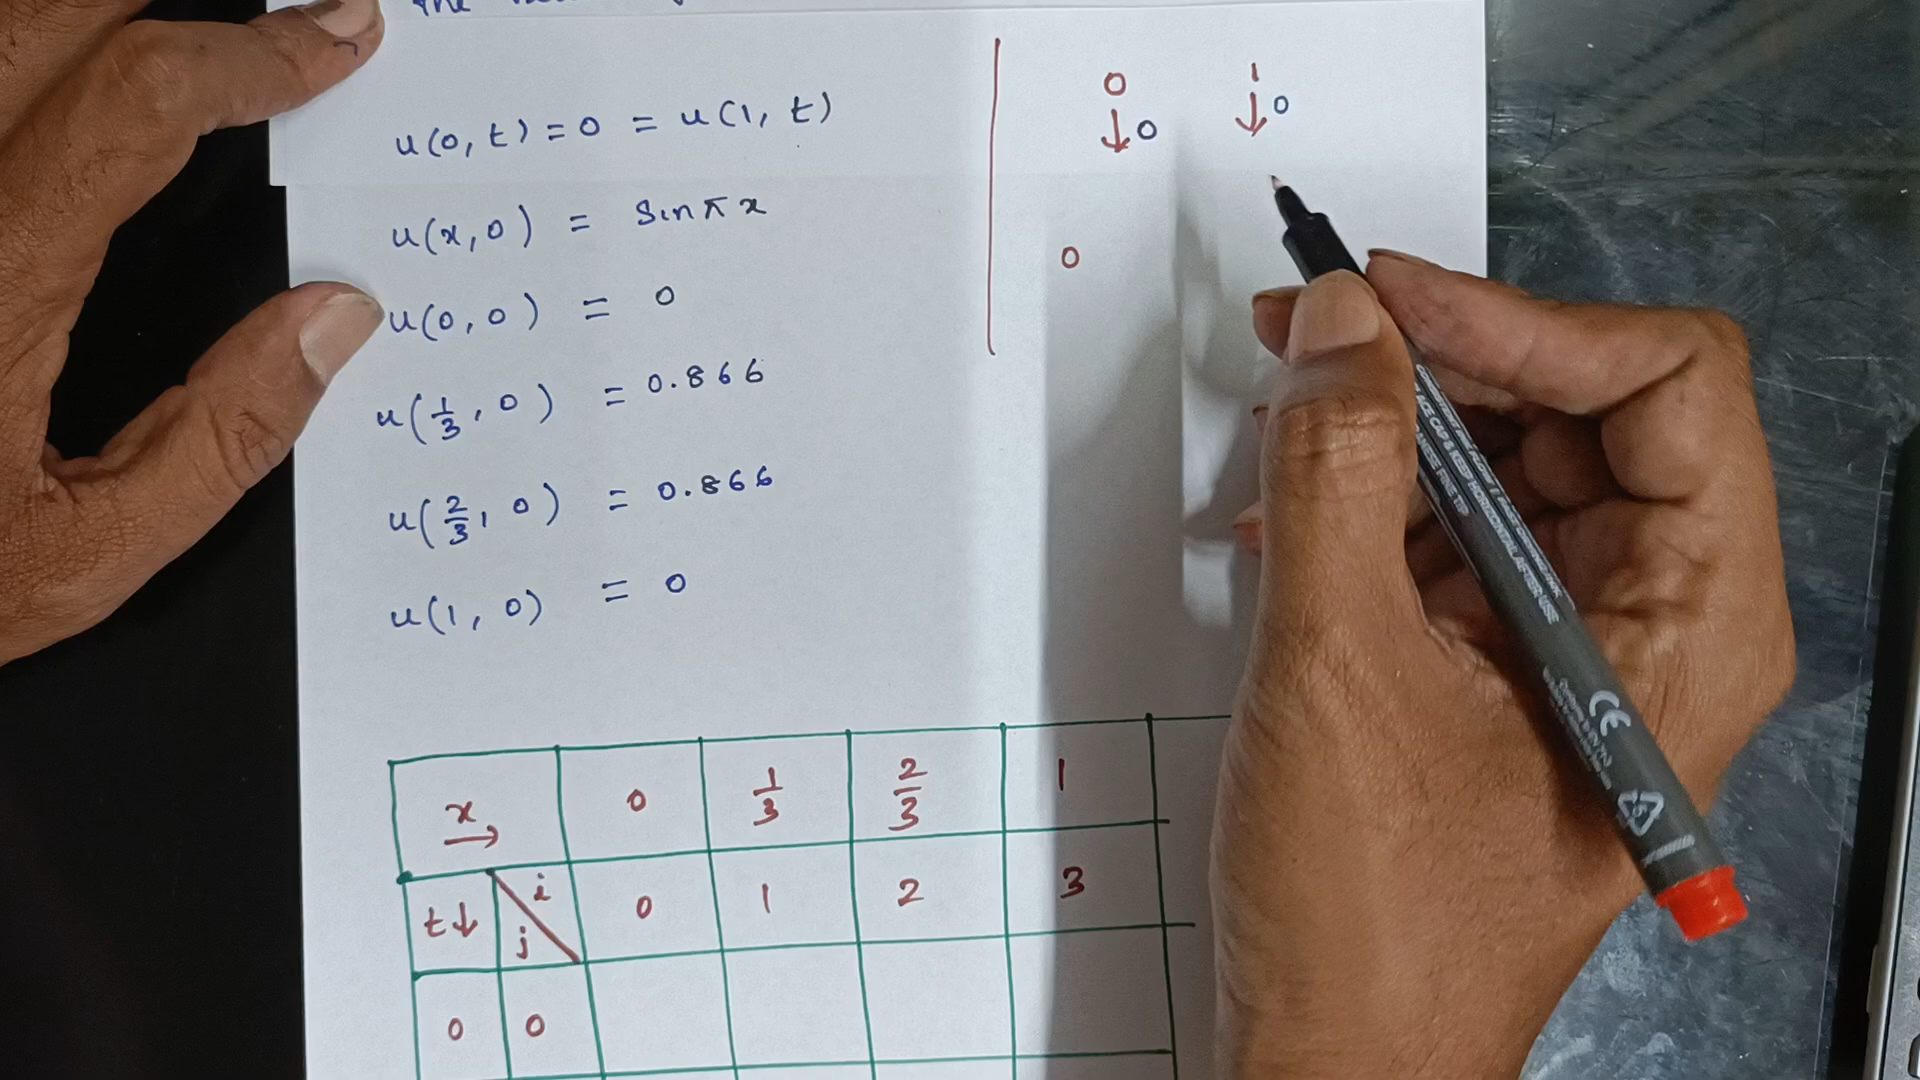 The
u(0, t) = 0 = u(1, t)
u(x, 0) = Sin π x
u(0, 0) = 0
u(1/3, 0) = 0.866
u(2/3, 0) = 0.866
u(1, 0) = 0
0 1
↓0 ↓0
0
x → 0 1/3 2/3 1
t↓ i j 0 1 2 3
0 0
CE